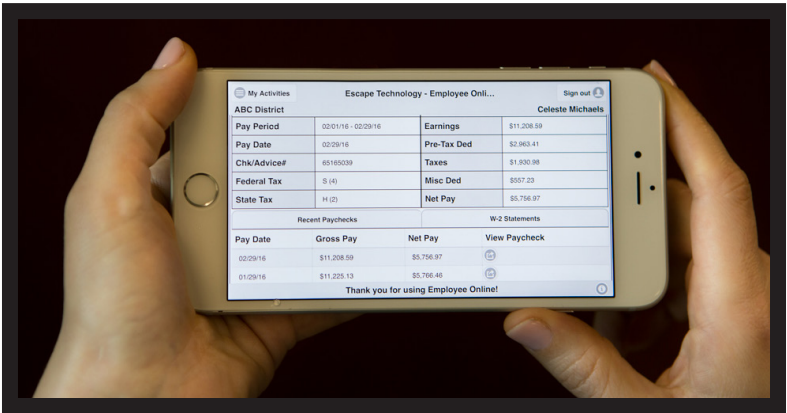 My Activities Escape Technology - Employee Onli... Sign out
ABC District Celeste Michaels
Pay Period 02/01/16 - 02/29/16 Earnings $11,208.59
Pay Date 02/29/16 Pre-Tax Ded $2,963.41
Chk/Advice# 65165039 Taxes $1,930.98
Federal Tax S (4) Misc Ded $557.23
State Tax H (2) Net Pay $5,756.97
Recent Paychecks W-2 Statements
Pay Date Gross Pay Net Pay View Paycheck
02/29/16 $11,208.59 $5,756.97
01/29/16 $11,225.13 $5,766.46
Thank you for using Employee Online!